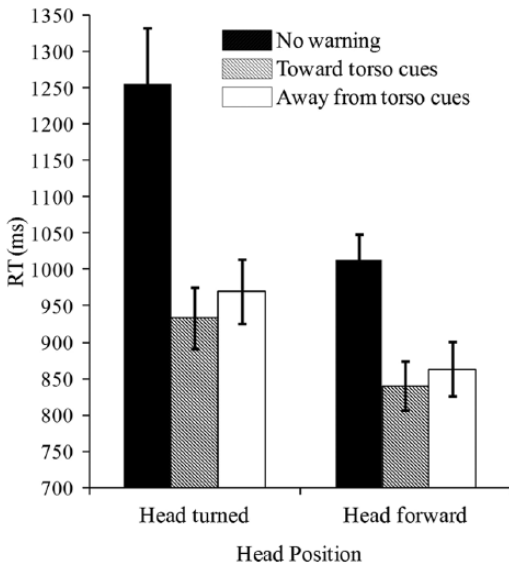 1350
1300
1250
1200
1150
1100
1050
1000
950
900
850
800
750
700
RT (ms)
No warning
Toward torso cues
Away from torso cues
Head turned
Head forward
Head Position